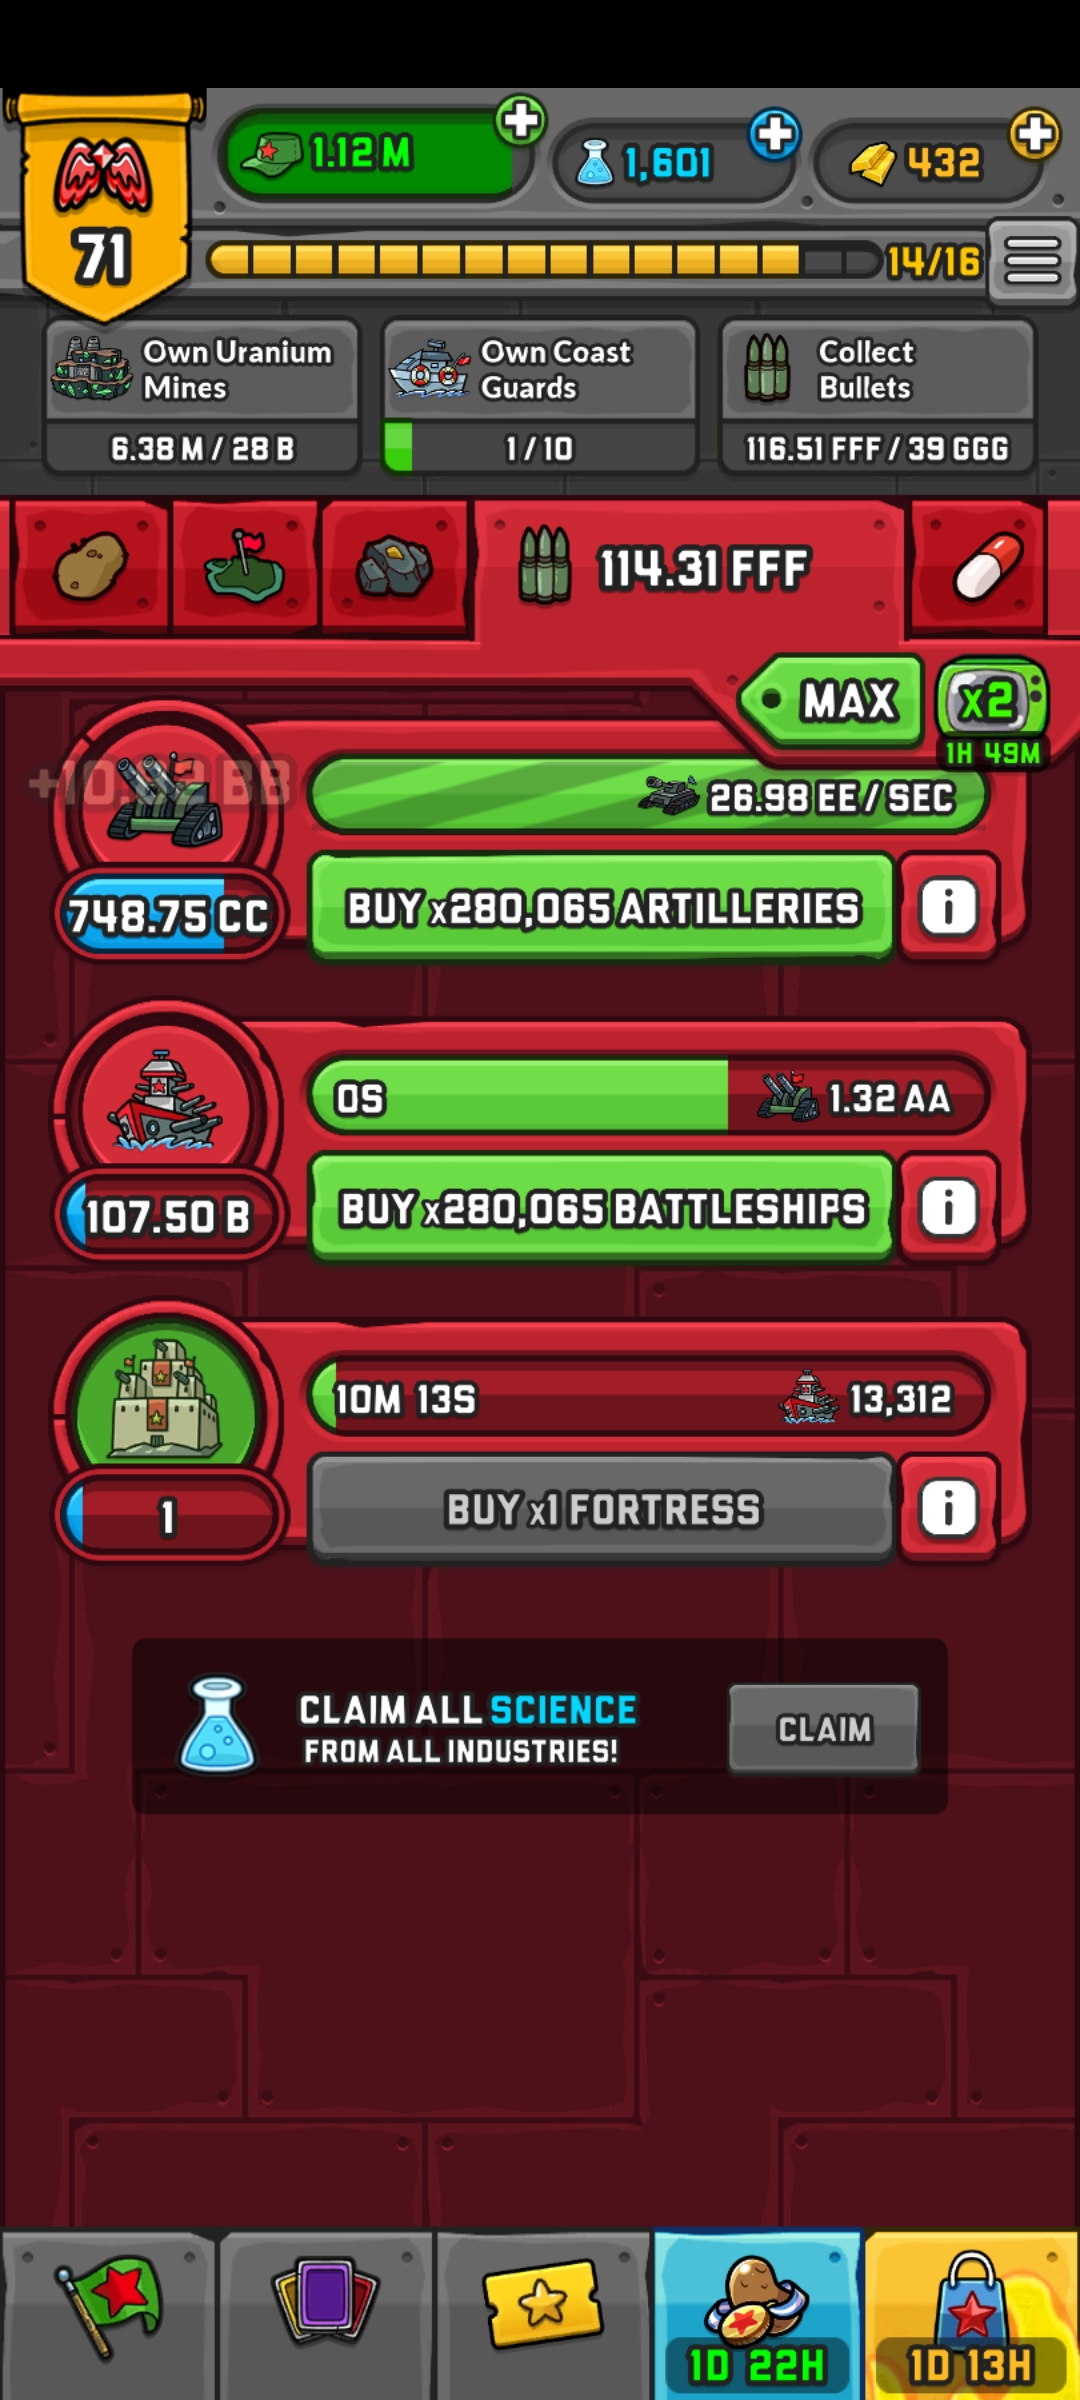 71
1.12 M
1,601
432
14/16
Own Uranium
Mines
6.38 M / 28 B
Own Coast
Guards
1 / 10
Collect
Bullets
116.51 FFF / 39 GGG
114.31 FFF
MAX
x2
1H 49M
26.98 EE / SEC
748.75 CC
BUY x280,065 ARTILLERIES
i
0S
1.32 AA
107.50 B
BUY x280,065 BATTLESHIPS
i
10M 13S
13,312
1
BUY x1 FORTRESS
i
CLAIM ALL SCIENCE
FROM ALL INDUSTRIES!
CLAIM
1D 22H
1D 13H